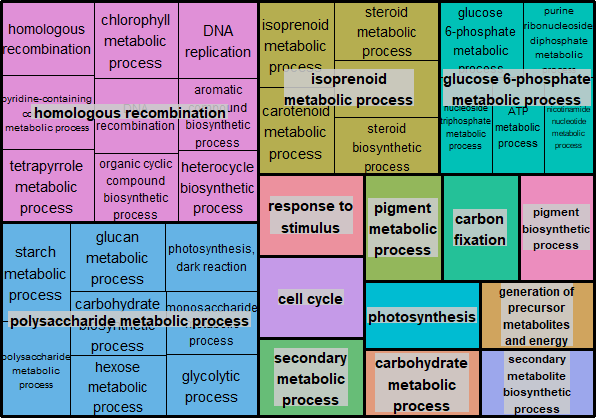 homologous
recombination
chlorophyll
metabolic
process
DNA
replication
pyridine-containing
metabolic process
recombination
aromatic
compound
biosynthetic
process
homologous recombination
tetrapyrrole
metabolic
process
organic cyclic
compound
biosynthetic
process
heterocycle
biosynthetic
process
isoprenoid
metabolic
process
steroid
metabolic
process
isoprenoid
metabolic process
carotenoid
metabolic
process
steroid
biosynthetic
process
glucose
6-phosphate
metabolic
process
purine
ribonucleoside
diphosphate
metabolic
process
glucose 6-phosphate
metabolic process
nucleoside
triphosphate
metabolic
process
ATP
metabolic
process
nicotinamide
nucleotide
metabolic
process
starch
metabolic
process
glucan
metabolic
process
photosynthesis,
dark reaction
carbohydrate
biosynthetic
process
monosaccharide
process
polysaccharide metabolic process
polysaccharide
metabolic
process
hexose
metabolic
process
glycolytic
process
response to
stimulus
pigment
metabolic
process
carbon
fixation
pigment
biosynthetic
process
cell cycle
photosynthesis
generation of
precursor
metabolites
and energy
secondary
metabolic
process
carbohydrate
metabolic
process
secondary
metabolite
biosynthetic
process